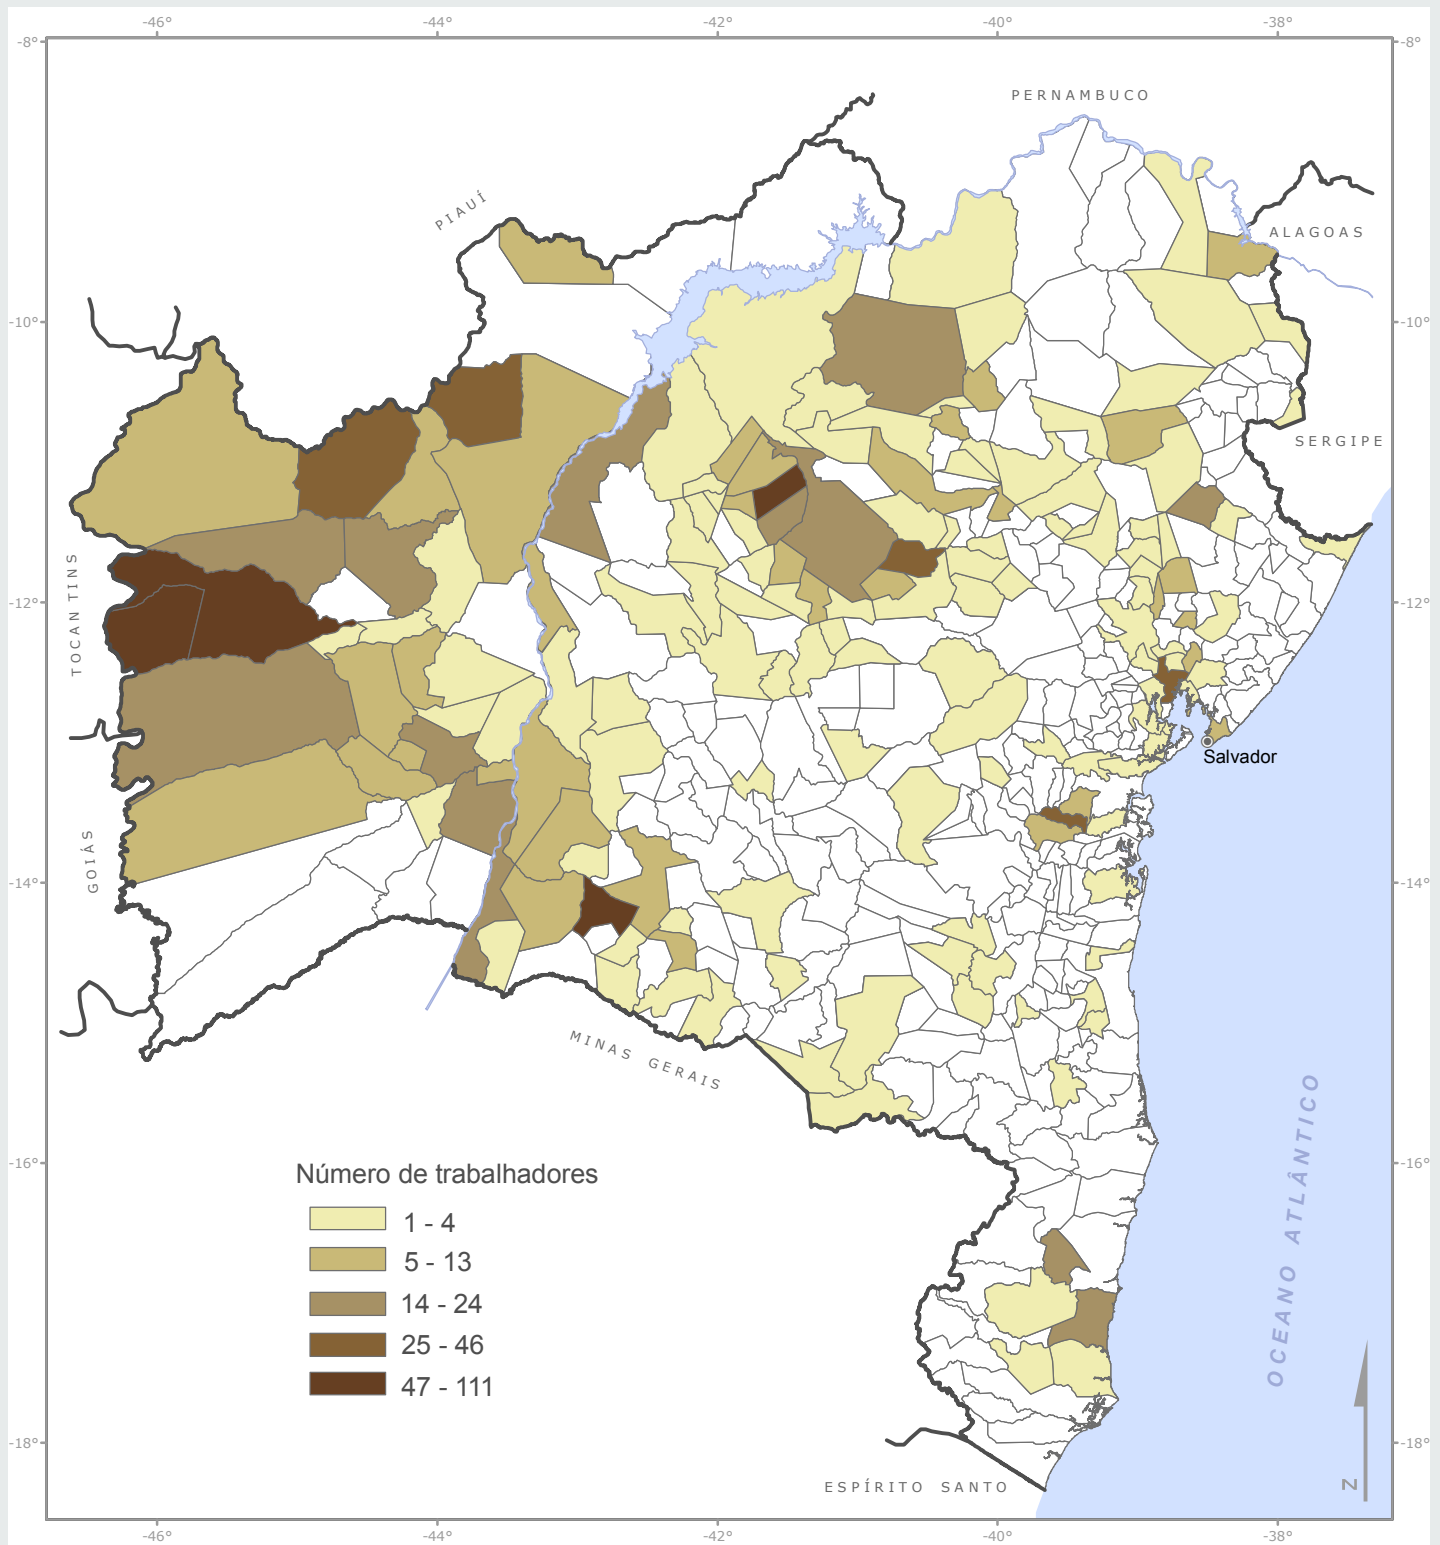 -46°
-44°
-42°
-40°
-38°
-8°
-8°
PERNAMBUCO
PIAUÍ
ALAGOAS
-10°
-10°
SERGIPE
TOCANTINS
-12°
-12°
Salvador
GOIÁS
-14°
-14°
MINAS GERAIS
OCEANO ATLÂNTICO
-16°
-16°
Número de trabalhadores
1 - 4
5 - 13
14 - 24
25 - 46
47 - 111
-18°
-18°
ESPÍRITO SANTO
N
-46°
-44°
-42°
-40°
-38°